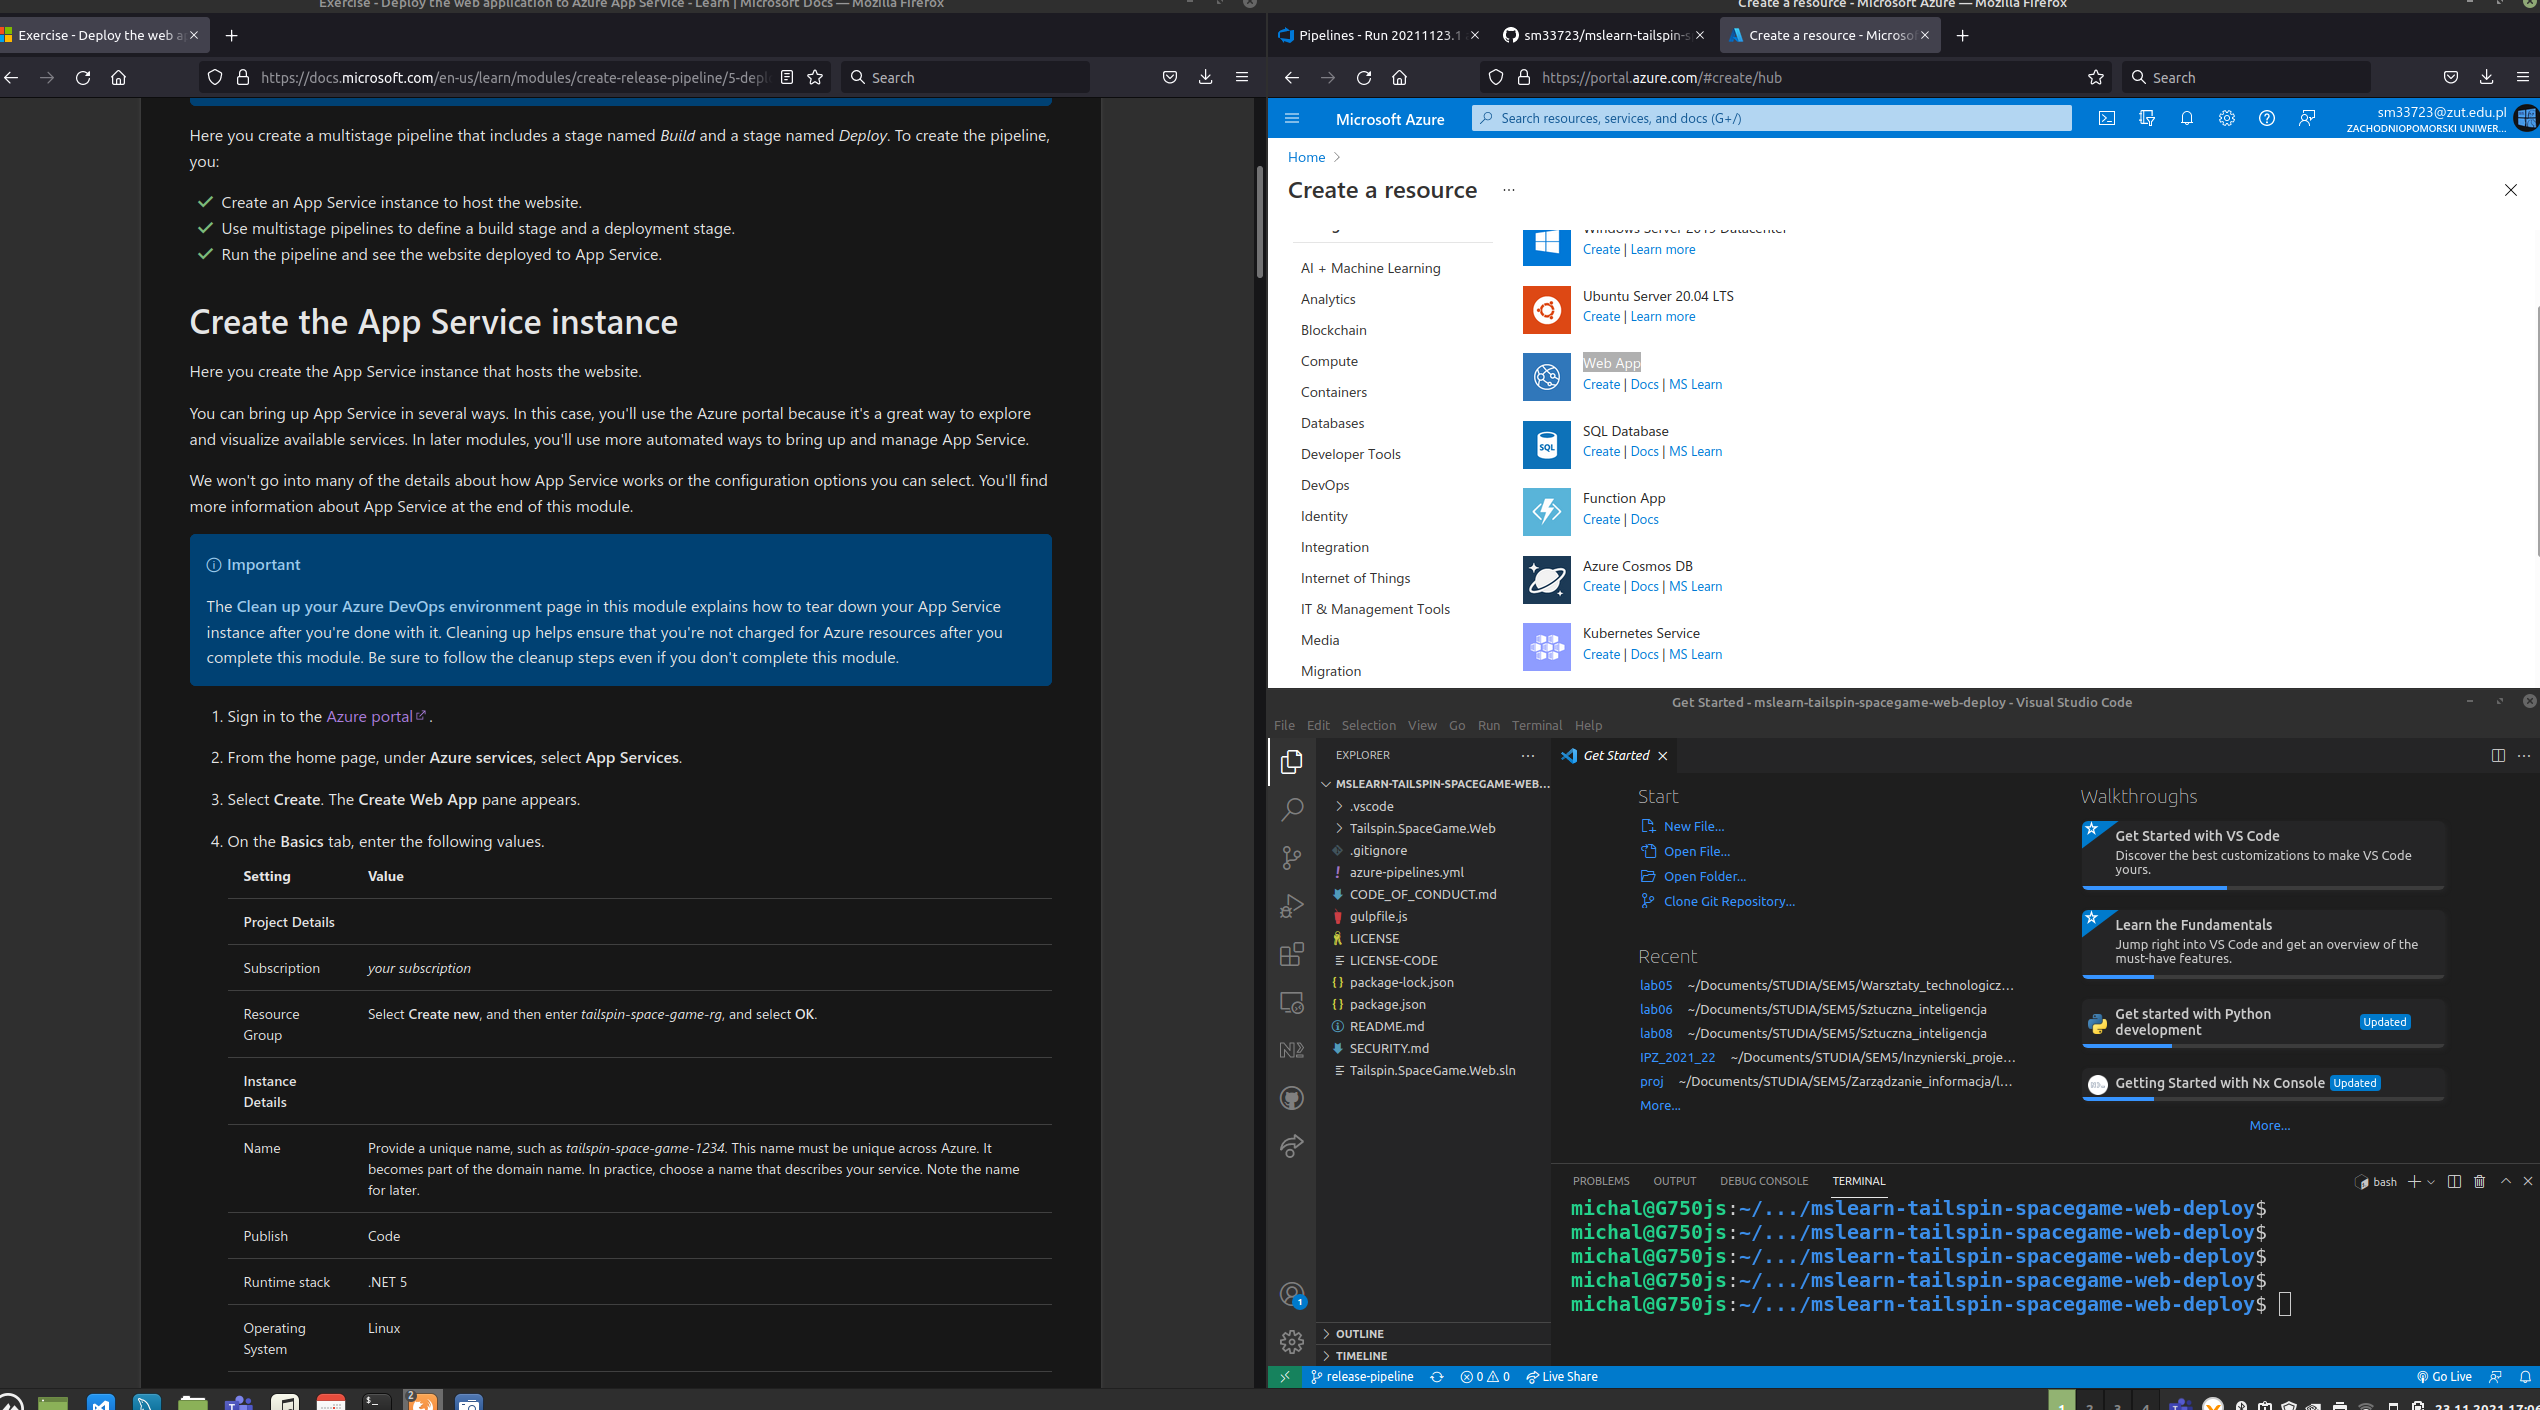 Exercise - Deploy the web application to Azure App Service - Learn | Microsoft Docs — Mozilla Firefox
Exercise - Deploy the web a
https://docs.microsoft.com/en-us/learn/modules/create-release-pipeline/5-depl
Search
Here you create a multistage pipeline that includes a stage named Build and a stage named Deploy. To create the pipeline,
you:
Create an App Service instance to host the website.
Use multistage pipelines to define a build stage and a deployment stage.
Run the pipeline and see the website deployed to App Service.
Create the App Service instance
Here you create the App Service instance that hosts the website.
You can bring up App Service in several ways. In this case, you'll use the Azure portal because it's a great way to explore
and visualize available services. In later modules, you'll use more automated ways to bring up and manage App Service.
We won't go into many of the details about how App Service works or the configuration options you can select. You'll find
more information about App Service at the end of this module.
Important
The Clean up your Azure DevOps environment page in this module explains how to tear down your App Service
instance after you're done with it. Cleaning up helps ensure that you're not charged for Azure resources after you
complete this module. Be sure to follow the cleanup steps even if you don't complete this module.
1. Sign in to the Azure portal .
2. From the home page, under Azure services, select App Services.
3. Select Create. The Create Web App pane appears.
4. On the Basics tab, enter the following values.
Setting Value
Project Details
Subscription your subscription
Resource Group Select Create new, and then enter tailspin-space-game-rg, and select OK.
Instance Details
Name Provide a unique name, such as tailspin-space-game-1234. This name must be unique across Azure. It
becomes part of the domain name. In practice, choose a name that describes your service. Note the name
for later.
Publish Code
Runtime stack .NET 5
Operating System Linux
Create a resource - Microsoft Azure — Mozilla Firefox
Pipelines - Run 20211123.1
sm33723/mslearn-tailspin-s
Create a resource - Microso
https://portal.azure.com/#create/hub
Search
Microsoft Azure
Search resources, services, and docs (G+/)
sm33723@zut.edu.pl
ZACHODNIOPOMORSKI UNIWER...
Home
Create a resource ...
AI + Machine Learning
Analytics
Blockchain
Compute
Containers
Databases
Developer Tools
DevOps
Identity
Integration
Internet of Things
IT & Management Tools
Media
Migration
Windows Server 2019 Datacenter
Create | Learn more
Ubuntu Server 20.04 LTS
Create | Learn more
Web App
Create | Docs | MS Learn
SQL
SQL Database
Create | Docs | MS Learn
Function App
Create | Docs
Azure Cosmos DB
Create | Docs | MS Learn
Kubernetes Service
Create | Docs | MS Learn
Get Started - mslearn-tailspin-spacegame-web-deploy - Visual Studio Code
File Edit Selection View Go Run Terminal Help
EXPLORER ...
MSLEARN-TAILSPIN-SPACEGAME-WEB...
.vscode
Tailspin.SpaceGame.Web
.gitignore
azure-pipelines.yml
CODE_OF_CONDUCT.md
gulpfile.js
LICENSE
LICENSE-CODE
package-lock.json
package.json
README.md
SECURITY.md
Tailspin.SpaceGame.Web.sln
OUTLINE
TIMELINE
Get Started
Start
New File...
Open File...
Open Folder...
Clone Git Repository...
Recent
lab05 ~/Documents/STUDIA/SEM5/Warsztaty_technologicz...
lab06 ~/Documents/STUDIA/SEM5/Sztuczna_inteligencja
lab08 ~/Documents/STUDIA/SEM5/Sztuczna_inteligencja
IPZ_2021_22 ~/Documents/STUDIA/SEM5/Inzynierski_proje...
proj ~/Documents/STUDIA/SEM5/Zarządzanie_informacja/l...
More...
Walkthroughs
Get Started with VS Code
Discover the best customizations to make VS Code
yours.
Learn the Fundamentals
Jump right into VS Code and get an overview of the
must-have features.
Get started with Python
development
Updated
Getting Started with Nx Console Updated
More...
PROBLEMS OUTPUT DEBUG CONSOLE TERMINAL
bash
michal@G750js:~/.../mslearn-tailspin-spacegame-web-deploy$
michal@G750js:~/.../mslearn-tailspin-spacegame-web-deploy$
michal@G750js:~/.../mslearn-tailspin-spacegame-web-deploy$
michal@G750js:~/.../mslearn-tailspin-spacegame-web-deploy$
michal@G750js:~/.../mslearn-tailspin-spacegame-web-deploy$
1
release-pipeline 0 0 Live Share
Go Live
2
1 2 3 4
23.11.2021 17:06